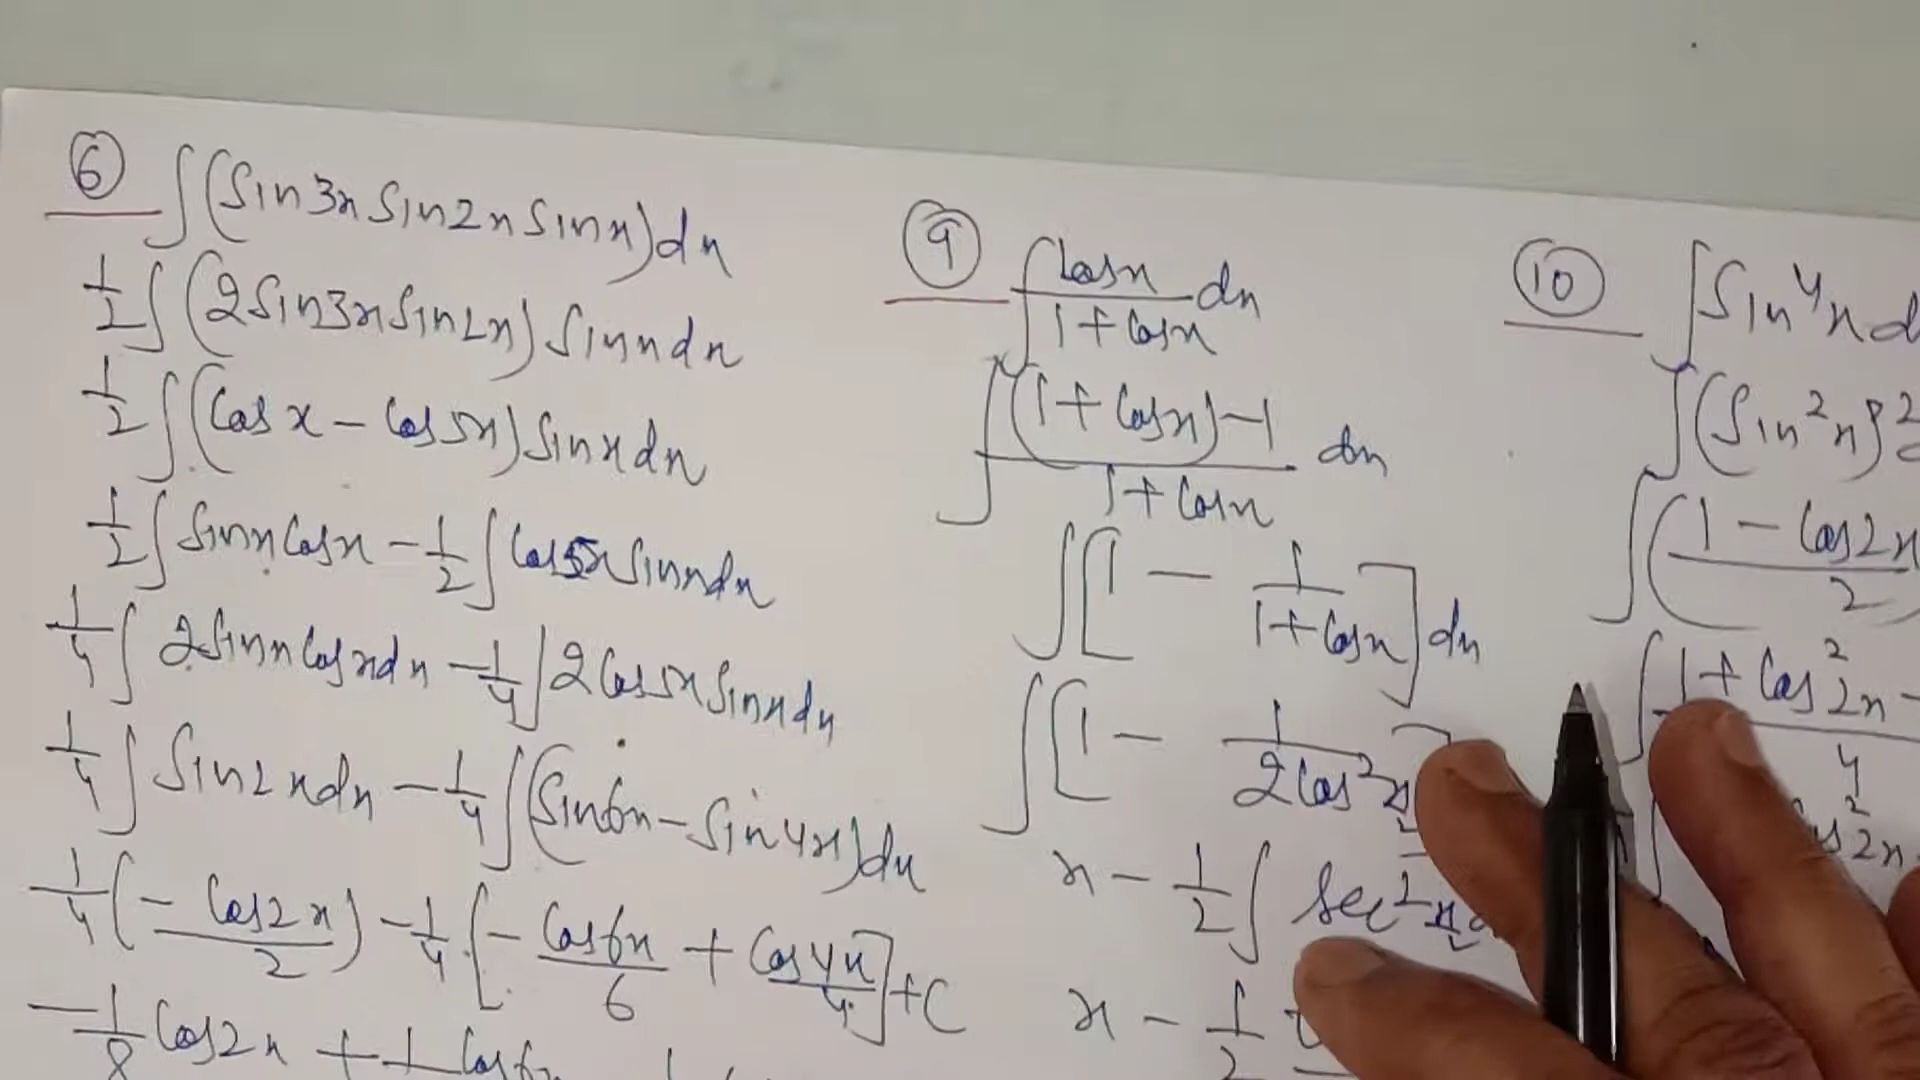 6 ∫(Sin3x Sin2x Sinx)dx
1/2 ∫(2Sin3x Sin2x) Sinx dx
1/2 ∫(Cos x − Cos5x) Sinx dx
1/2 ∫ Sinx Cosx − 1/2 ∫ Cos5x Sinx dx
1/4 ∫ 2Sinx Cosx dx − 1/4 ∫ 2Cos5x Sinx dx
1/4 ∫ Sin2x dx − 1/4 ∫(Sin6x − Sin4x)dx
1/4 (−Cos2x/2) − 1/4 [−Cos6x/6 + Cos4x/4] + C
−1/8 Cos2x + 1 Cos6x
9 ∫ Cosx/(1 + Cosx) dx
∫ ((1 + Cosx) − 1)/(1 + Cosx) dx
∫[1 − 1/(1 + Cosx)] dx
∫[1 − 1/(2Cos² x/2)]
x − 1/2 ∫ Sec² x/2
x − 1/2
10 ∫ Sin⁴x d
∫(Sin²x)²
∫(1 − Cos2x/2)
∫ 1 + Cos²2x − /4